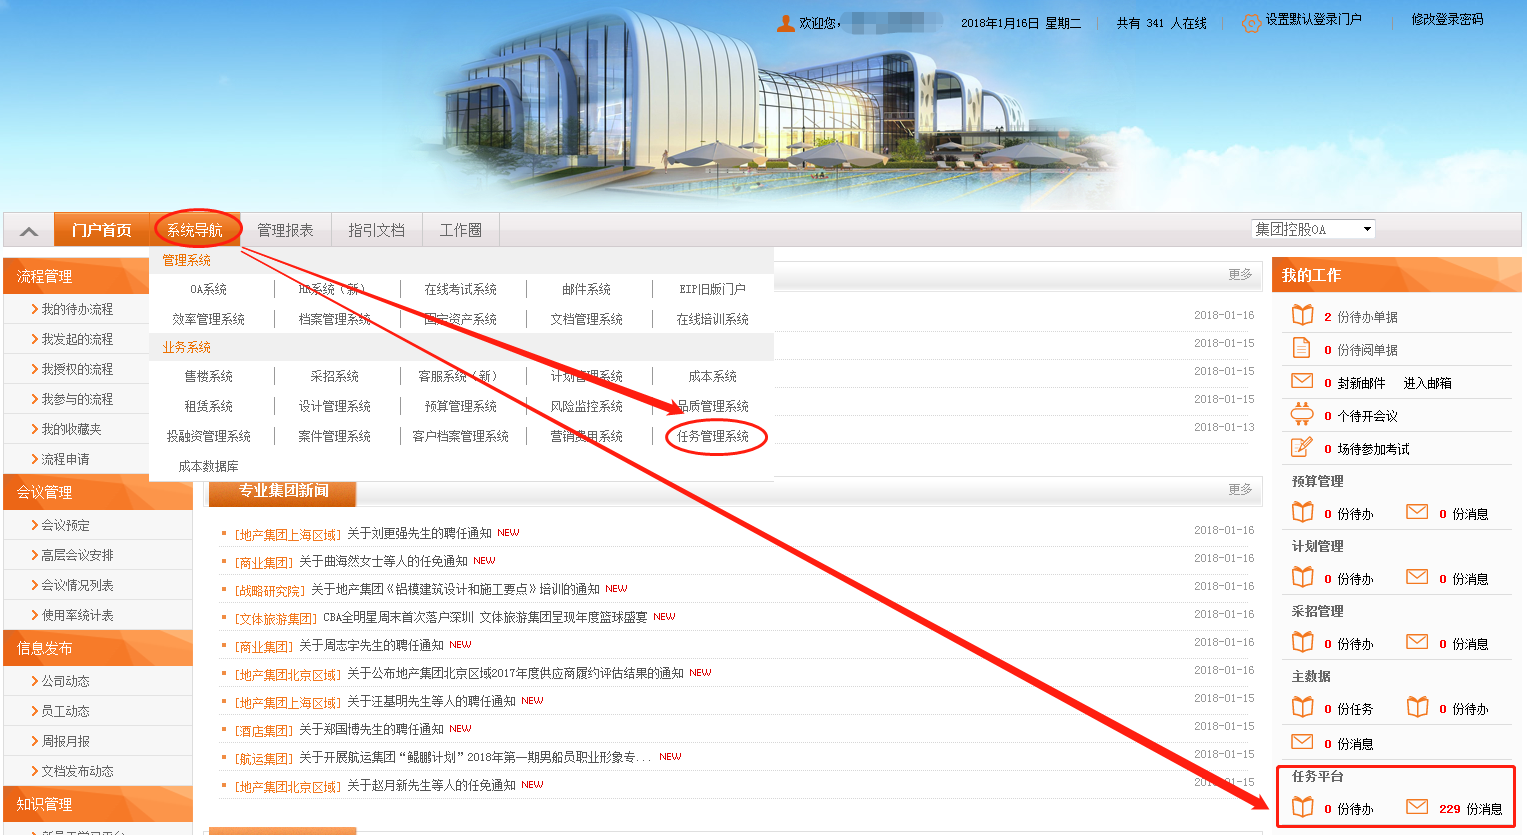 欢迎您， 2018年1月16日 星期二 共有 341 人在线 设置默认登录门户 修改登录密码
门户首页 系统导航 管理报表 指引文档 工作圈 集团控股OA
管理系统
OA系统 HR系统（新） 在线考试系统 邮件系统 EIP旧版门户
效率管理系统 档案管理系统 固定资产系统 文档管理系统 在线培训系统
业务系统
售楼系统 采招系统 客服系统（新） 计划管理系统 成本系统
租赁系统 设计管理系统 预算管理系统 风险监控系统 品质管理系统
投融资管理系统 案件管理系统 客户档案管理系统 营销费用系统 任务管理系统
成本数据库
流程管理
我的待办流程
我发起的流程
我授权的流程
我参与的流程
我的收藏夹
流程申请
会议管理
会议预定
高层会议安排
会议情况列表
使用率统计表
信息发布
公司动态
员工动态
周报月报
文档发布动态
知识管理
新员工学习平台
更多
2018-01-16
2018-01-15
2018-01-15
2018-01-15
2018-01-13
专业集团新闻 更多
[地产集团上海区域] 关于刘更强先生的聘任通知 NEW 2018-01-16
[商业集团] 关于曲海然女士等人的任免通知 NEW 2018-01-16
[战略研究院] 关于地产集团《铝模建筑设计和施工要点》培训的通知 NEW 2018-01-16
[文体旅游集团] CBA全明星周末首次落户深圳 文体旅游集团呈现年度篮球盛宴 NEW 2018-01-16
[商业集团] 关于周志宇先生的聘任通知 NEW 2018-01-16
[地产集团北京区域] 关于公布地产集团北京区域2017年度供应商履约评估结果的通知 NEW 2018-01-16
[地产集团上海区域] 关于汪基明先生等人的聘任通知 NEW 2018-01-15
[酒店集团] 关于郑国博先生的聘任通知 NEW 2018-01-15
[航运集团] 关于开展航运集团“鲲鹏计划”2018年第一期男船员职业形象专... NEW 2018-01-15
[地产集团北京区域] 关于赵月新先生等人的任免通知 NEW 2018-01-15
我的工作
2 份待办单据
0 份待阅单据
0 封新邮件 进入邮箱
0 个待开会议
0 场待参加考试
预算管理
0 份待办 0 份消息
计划管理
0 份待办 0 份消息
采招管理
0 份待办 0 份消息
主数据
0 份任务 0 份待办
0 份消息
任务平台
0 份待办 229 份消息